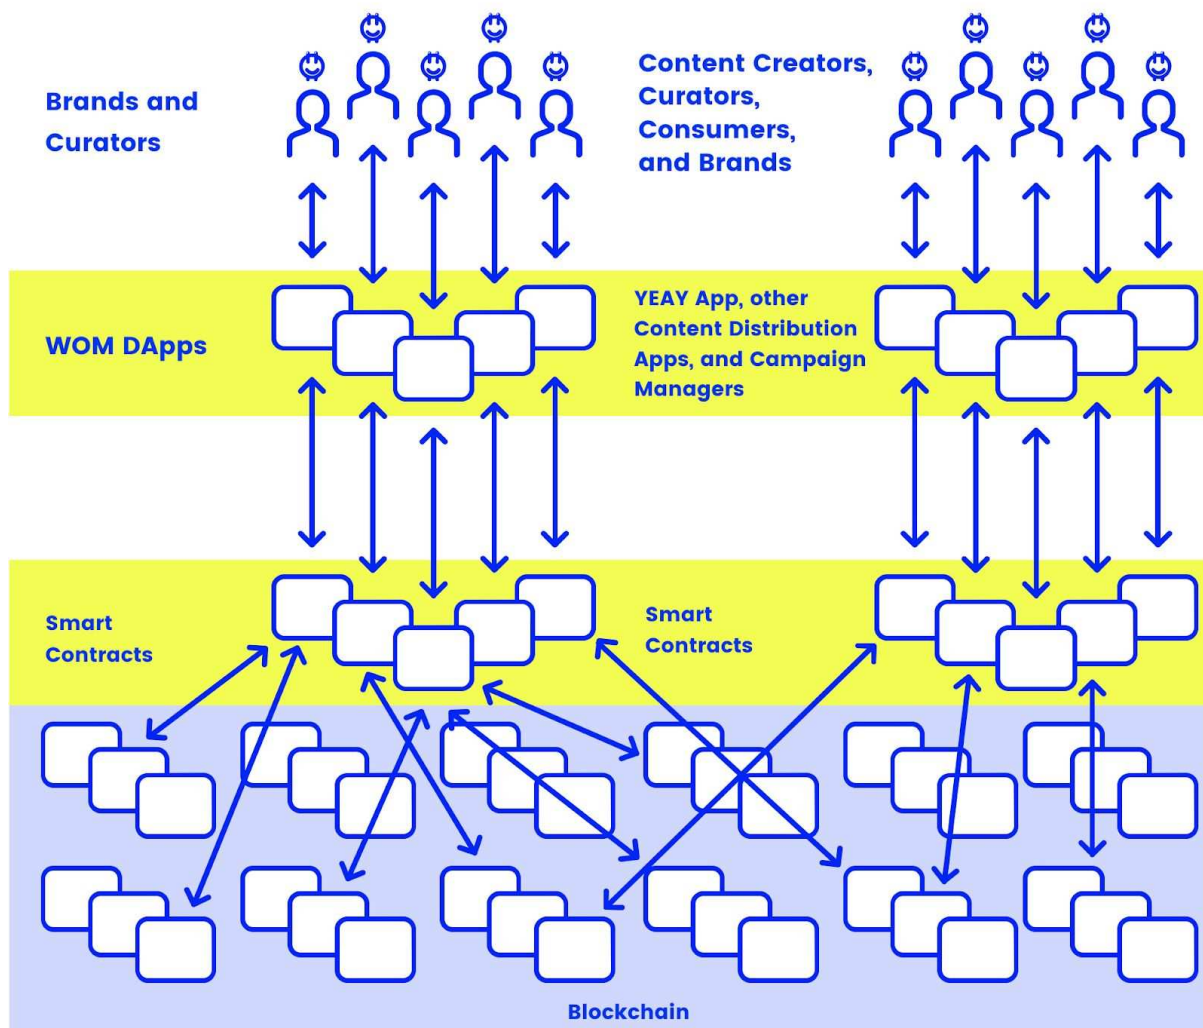 Brands and
Curators
Content Creators,
Curators,
Consumers,
and Brands
WOM DApps
YEAY App, other
Content Distribution
Apps, and Campaign
Managers
Smart
Contracts
Smart
Contracts
Blockchain